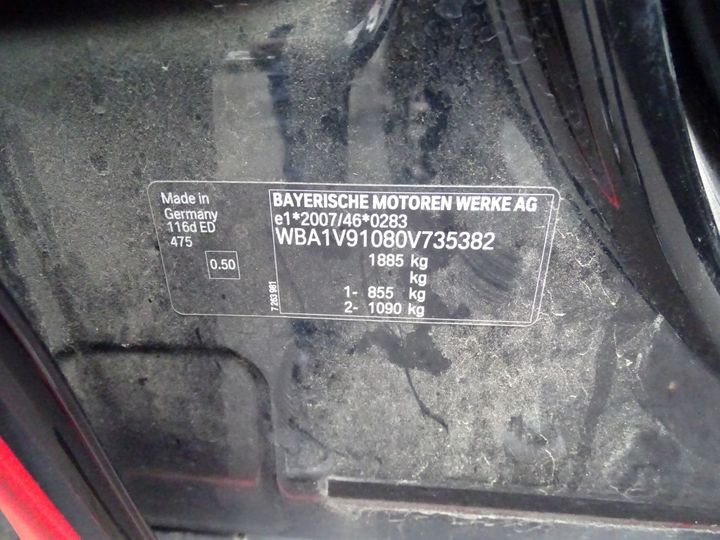 Made in
Germany
116d ED
475
0.50
7 263 981
BAYERISCHE MOTOREN WERKE AG
e1*2007/46*0283
WBA1V91080V735382
1885 kg
kg
1- 855 kg
2- 1090 kg